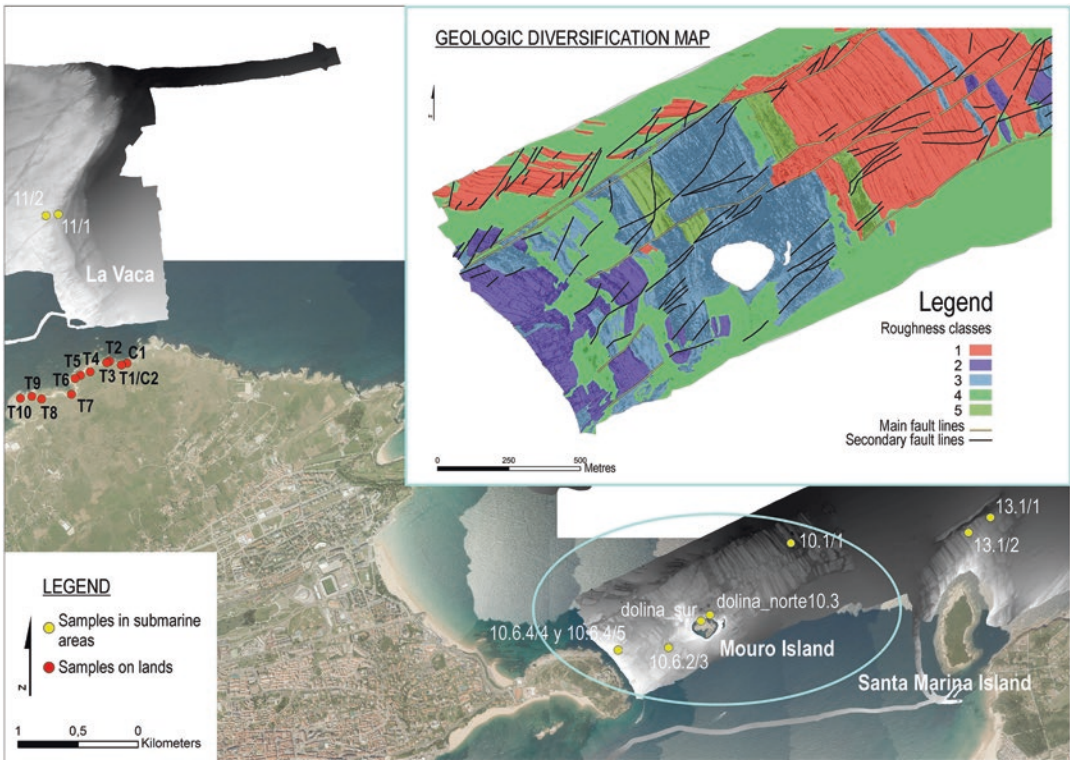 GEOLOGIC DIVERSIFICATION MAP
11/2
11/1
La Vaca
T2
C1
T5
T4
T9
T6
T3
T1/C2
T10
T8
T7
Legend
Roughness classes
1
2
3
4
5
Main fault lines
Secondary fault lines
0
250
500
Metres
13.1/1
13.1/2
10.1/1
dolina_sur
dolina_norte10.3
10.6.4/4 y 10.6.4/5
Mouro Island
10.6.2/3
Santa Marina Island
LEGEND
Samples in submarine
areas
Samples on lands
N
1
0,5
0
Kilometers